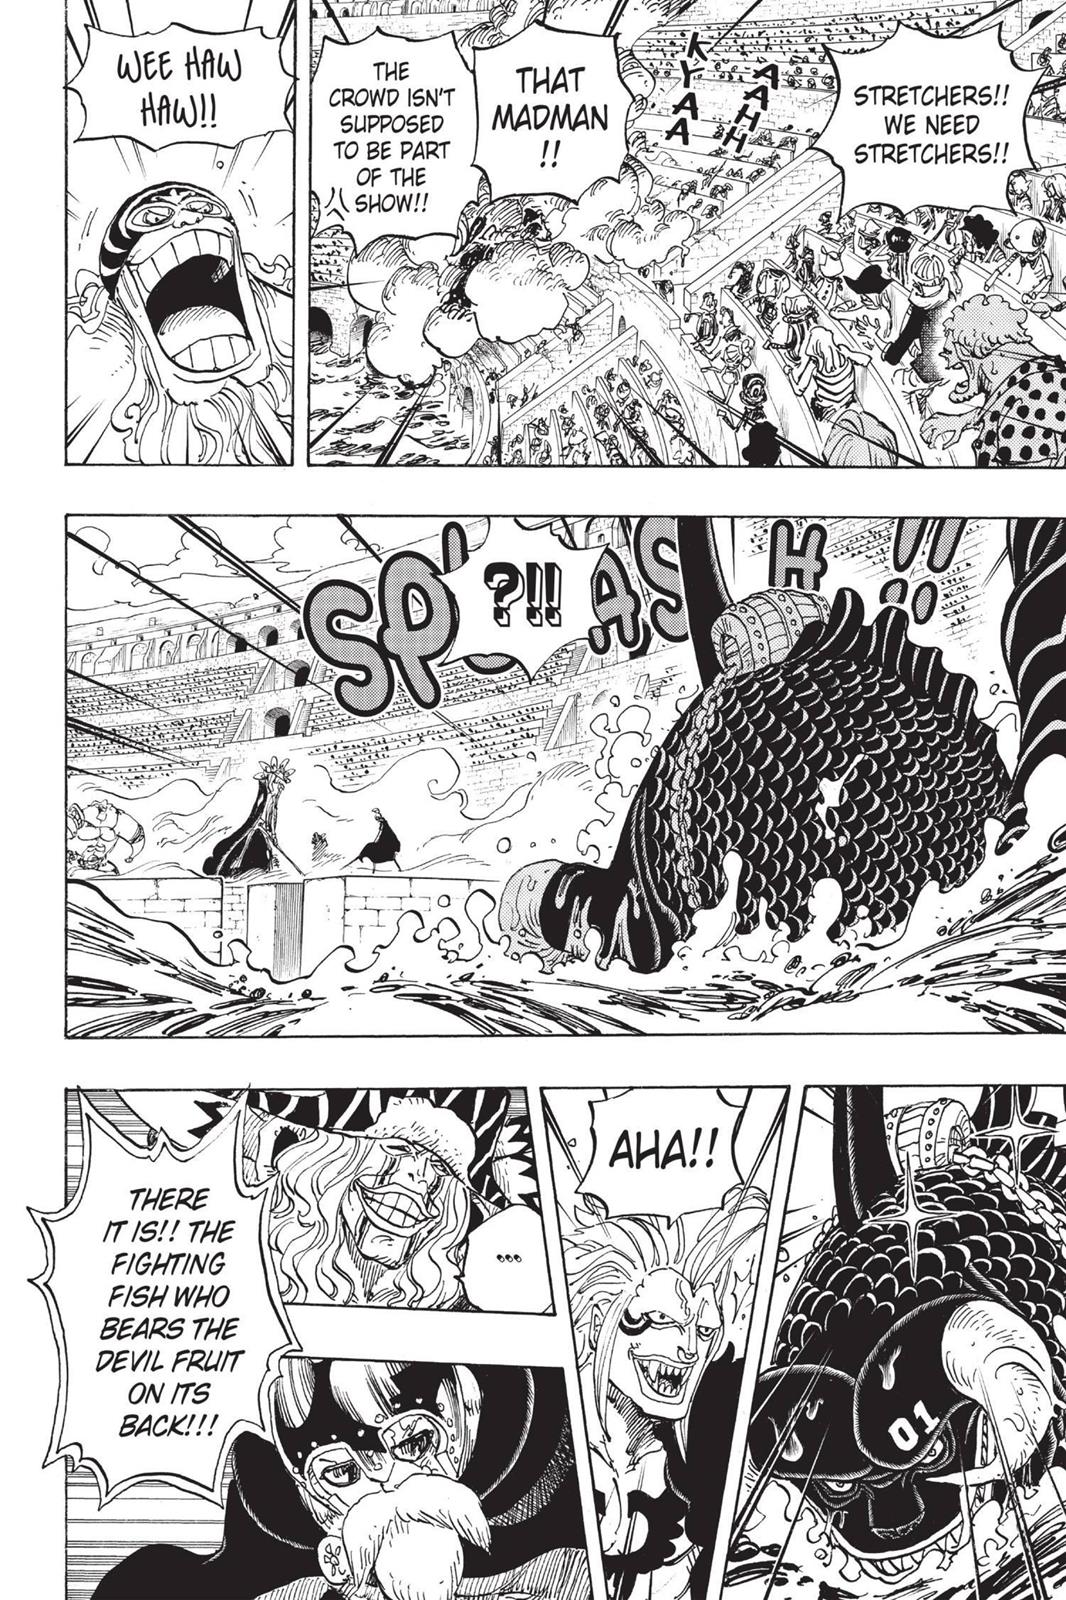 STRETCHERS!!
WE NEED
STRETCHERS!!
KYAA
AAHH
THAT
MADMAN
!!
THE
CROWD ISN'T
SUPPOSED
TO BE PART
OF THE
SHOW!!
WEE HAW
HAW!!
SPLASH!!
?!!
01
AHA!!
...
THERE
IT IS!! THE
FIGHTING
FISH WHO
BEARS THE
DEVIL FRUIT
ON ITS
BACK!!!